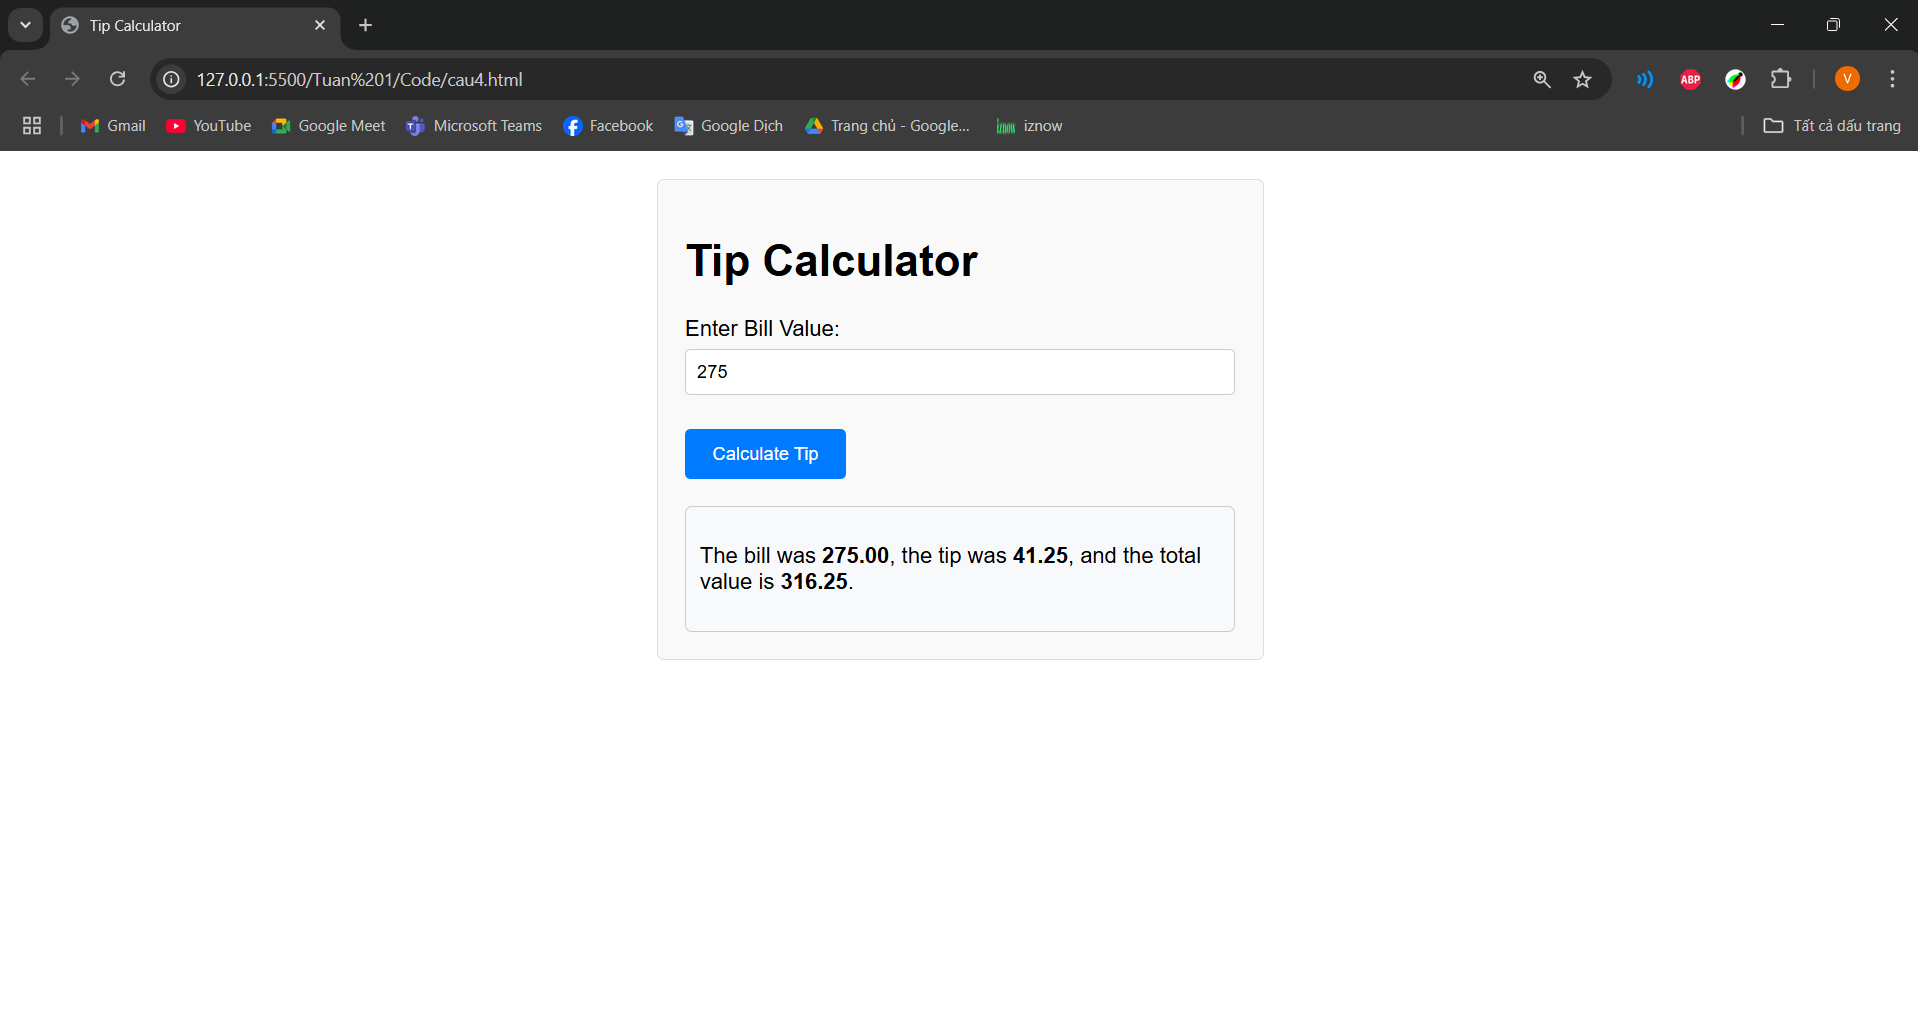 Tip Calculator
127.0.0.1:5500/Tuan%201/Code/cau4.html
ABP
V
Gmail
YouTube
Google Meet
Microsoft Teams
Facebook
Google Dịch
Trang chủ - Google...
iznow
Tất cả dấu trang
Tip Calculator
Enter Bill Value:
275
Calculate Tip
The bill was 275.00, the tip was 41.25, and the total
value is 316.25.